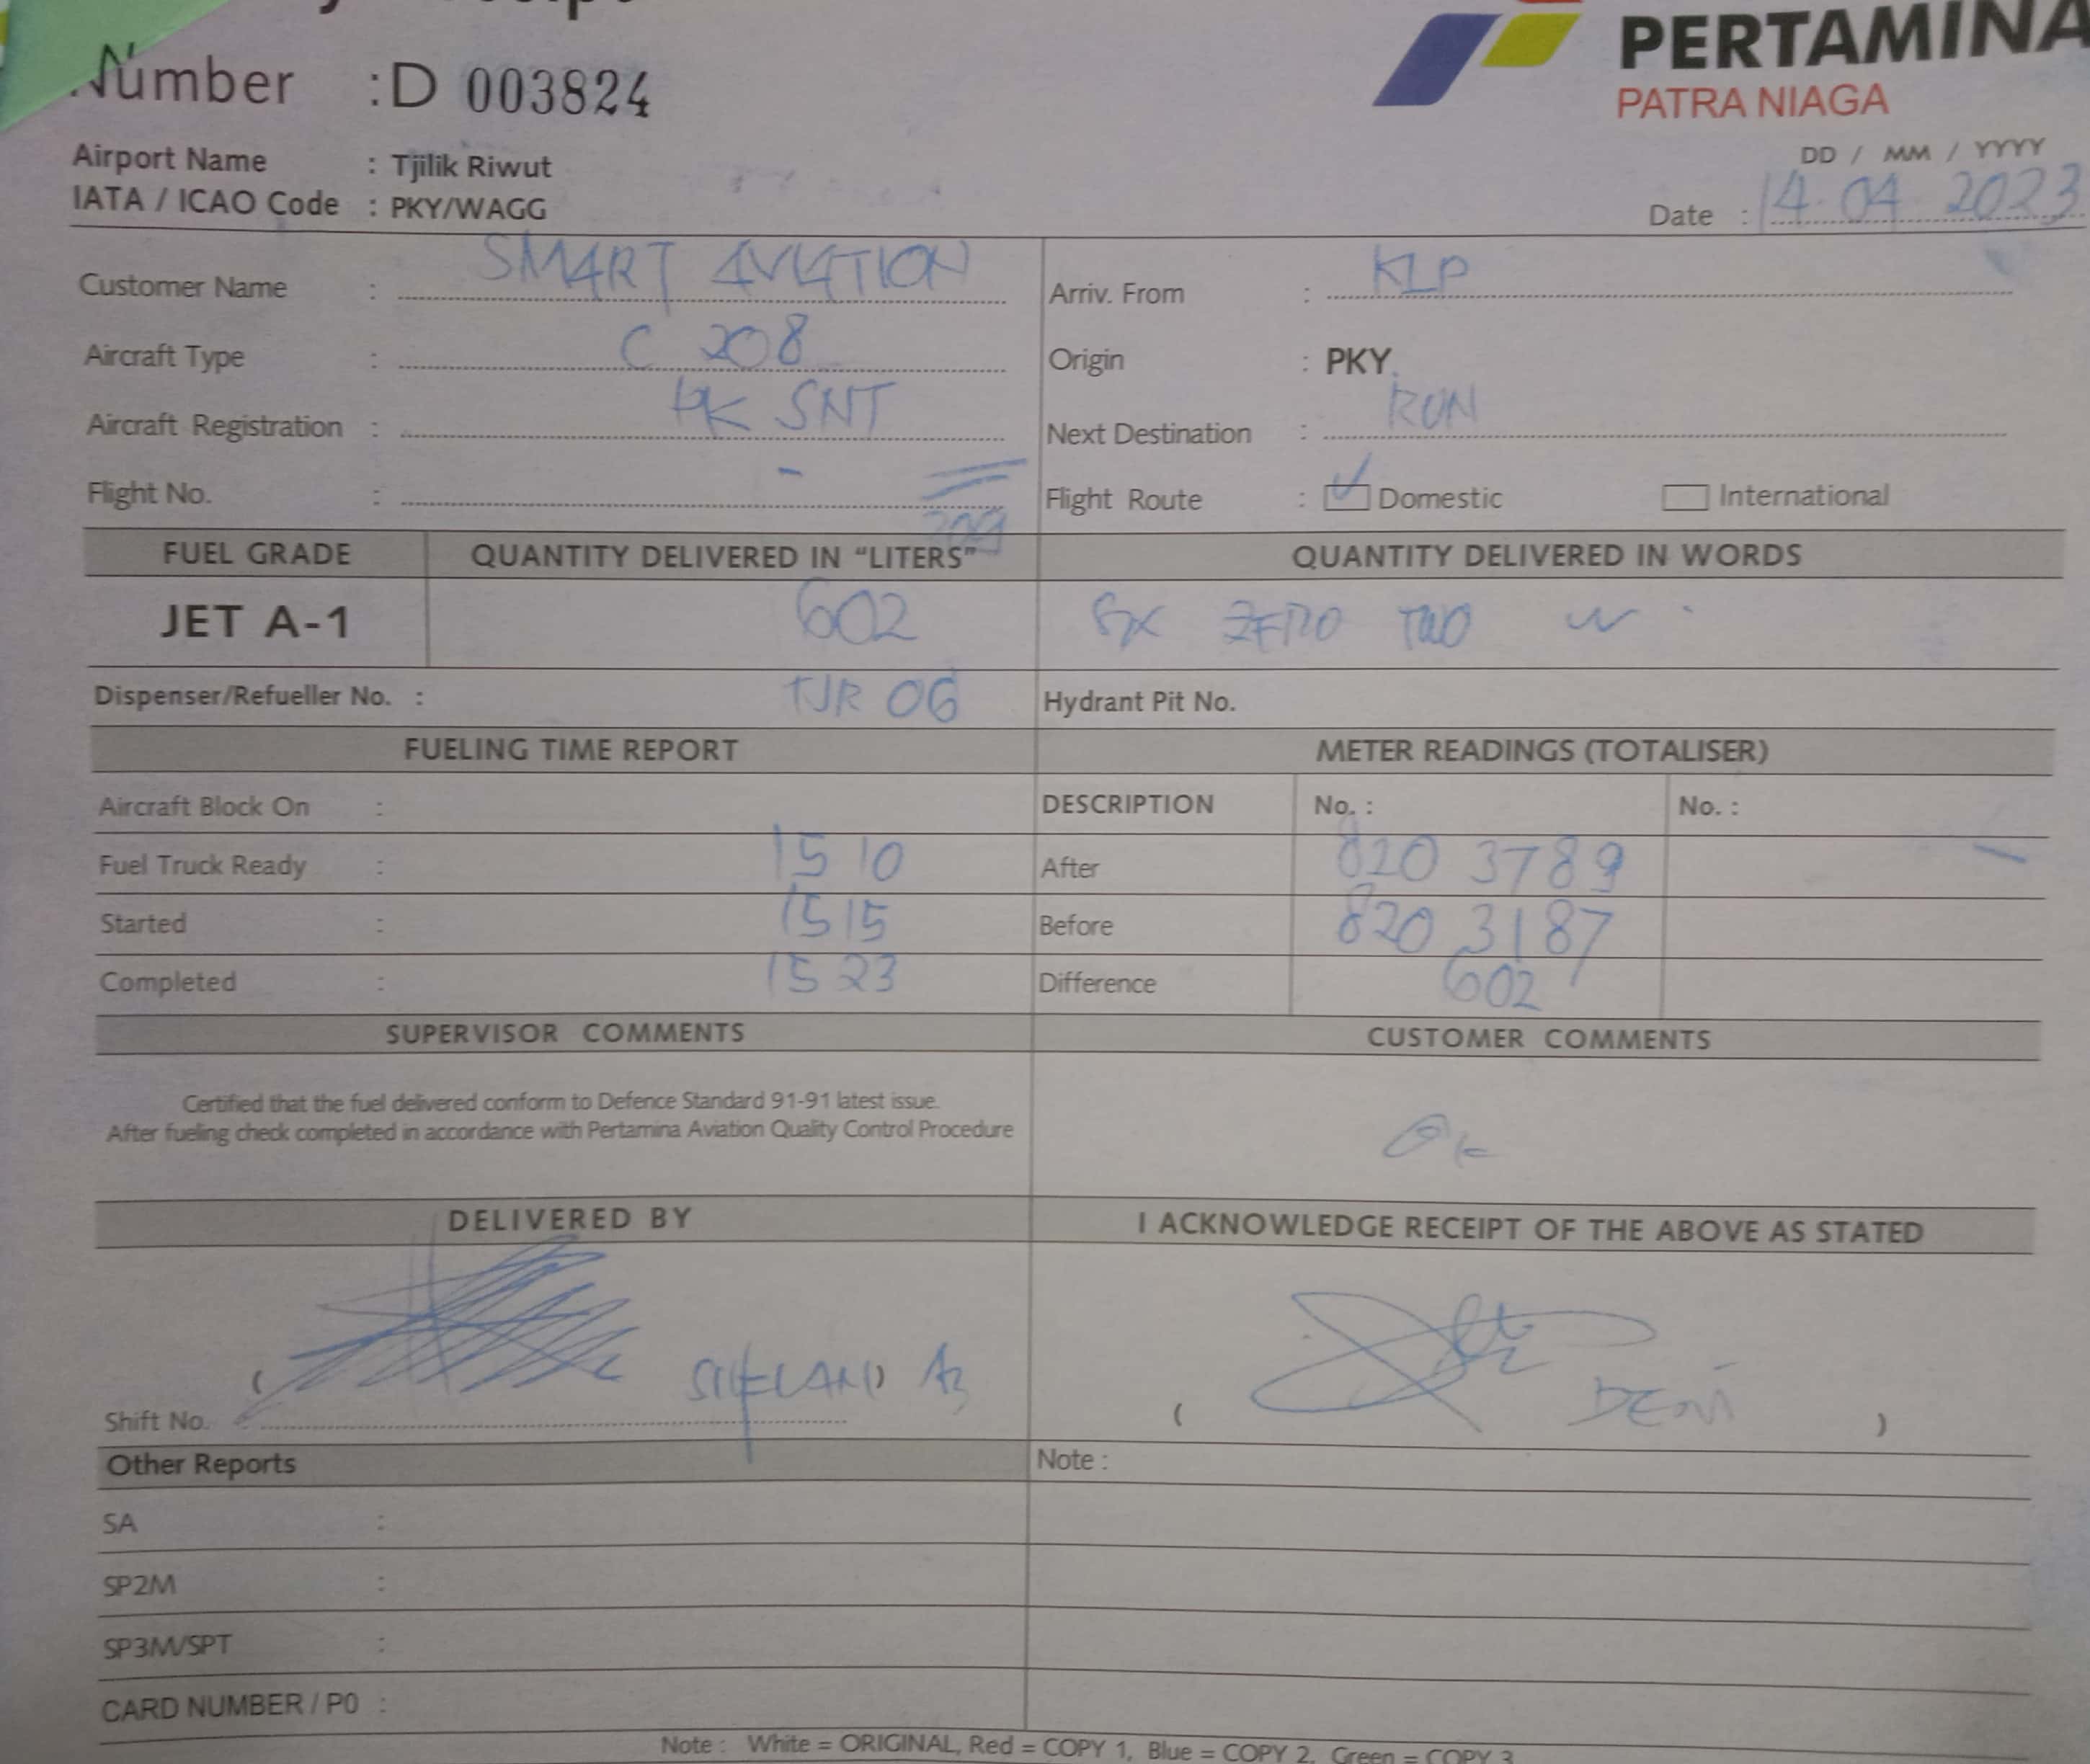 PERTAMINA
PATRA NIAGA
Number : D 003824
Airport Name : Tjilik Riwut
IATA / ICAO Code : PKY/WAGG
DD / MM / YYYY
Date : 14 - 04 - 2023
Customer Name : SMART AVIATION
Arriv. From : KLP
Aircraft Type : C 208
Origin : PKY
Aircraft Registration : PK SNT
Next Destination : RON
Flight No. : -
Flight Route : ✓ Domestic International
FUEL GRADE QUANTITY DELIVERED IN "LITERS" QUANTITY DELIVERED IN WORDS
JET A-1 602 SIX ZERO TWO
Dispenser/Refueller No. : TJR 06 Hydrant Pit No.
FUELING TIME REPORT METER READINGS (TOTALISER)
Aircraft Block On : DESCRIPTION No. : No. :
Fuel Truck Ready : 15 10 After 820 3789
Started : 15 15 Before 820 3187
Completed : 15 23 Difference 602
SUPERVISOR COMMENTS CUSTOMER COMMENTS
Certified that the fuel delivered conform to Defence Standard 91-91 latest issue.
After fueling check completed in accordance with Pertamina Aviation Quality Control Procedure
OK
DELIVERED BY I ACKNOWLEDGE RECEIPT OF THE ABOVE AS STATED
Shift No. ( )
Other Reports Note :
SA :
SP2M :
SP3M/SPT :
CARD NUMBER / P0 :
Note : White = ORIGINAL, Red = COPY 1, Blue = COPY 2, Green = COPY 3